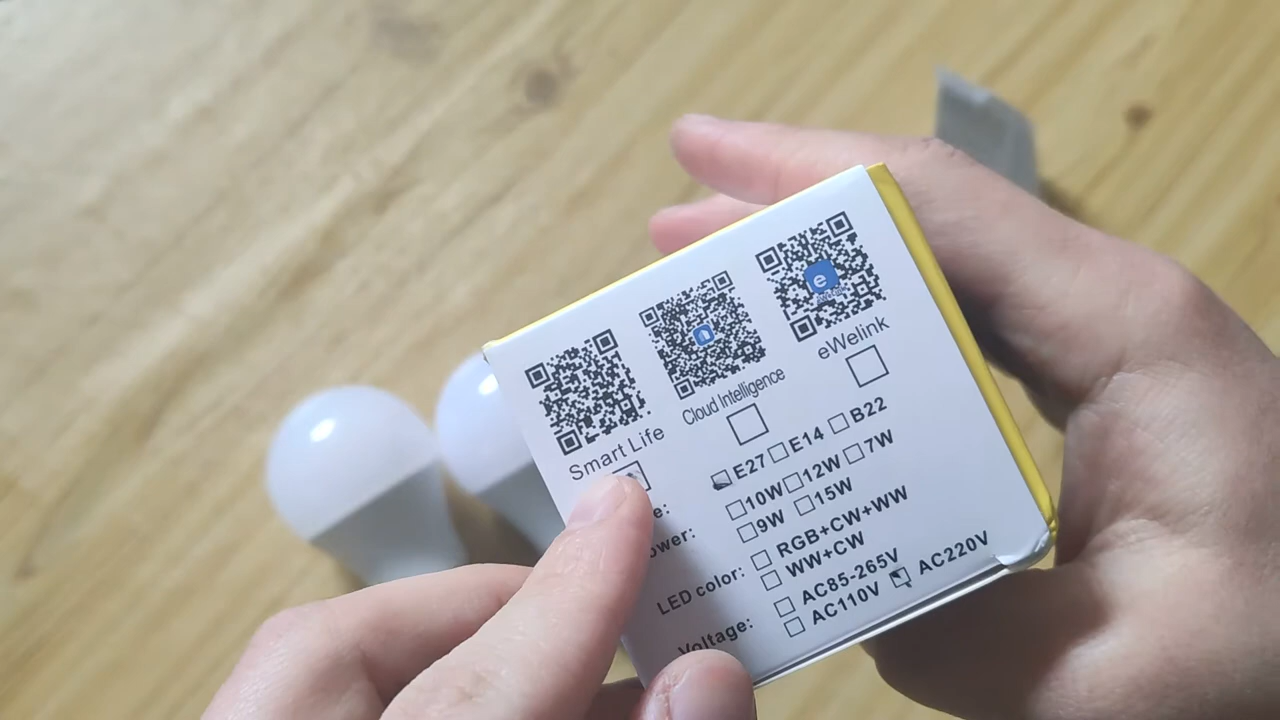 Smart Life
Cloud Intelligence
e
eWelink
e: E27 E14 B22
ower: 10W 12W 7W
9W 15W
LED color: RGB+CW+WW
WW+CW
Voltage: AC85-265V
AC110V AC220V